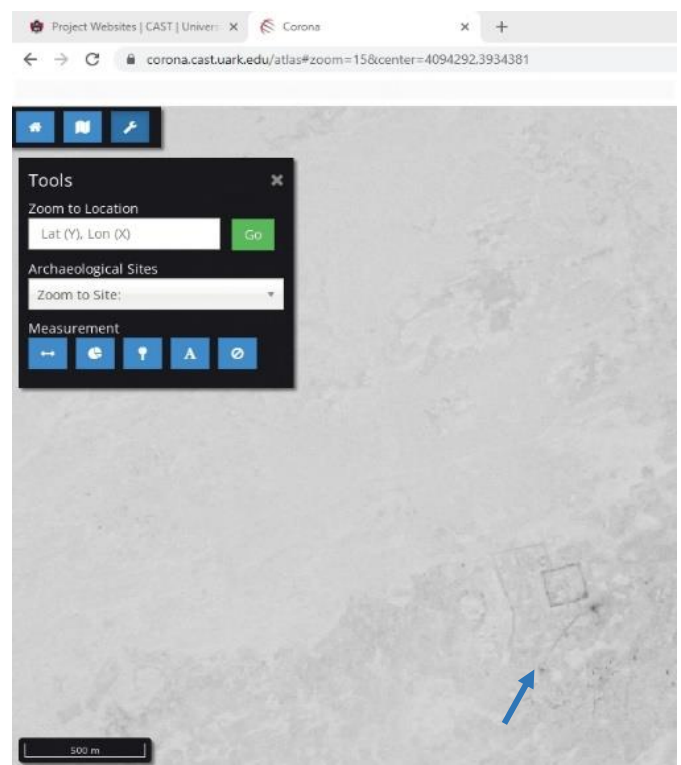 Project Websites | CAST | Univers
Corona
corona.cast.uark.edu/atlas#zoom=15&center=4094292,3934381
Tools
Zoom to Location
Lat (Y), Lon (X)
Go
Archaeological Sites
Zoom to Site:
Measurement
A
500 m